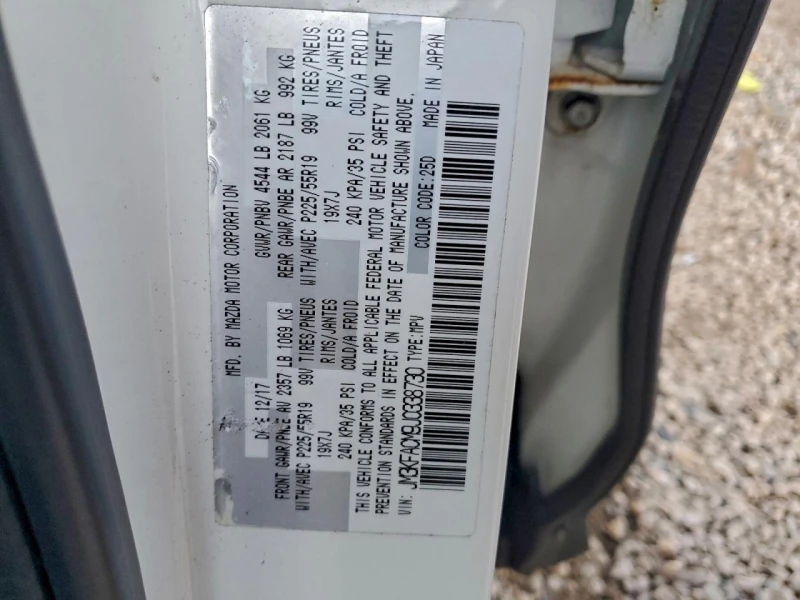 MFD. BY MAZDA MOTOR CORPORATION
DATE 12/17 GVWR/PNBV 4544 LB 2061 KG
FRONT GAWR/PNBE AV 2357 LB 1069 KG REAR GAWR/PNBE AR 2187 LB 992 KG
WITH/AVEC P225/55R19 99V TIRES/PNEUS WITH/AVEC P225/55R19 99V TIRES/PNEUS
19X7J RIMS/JANTES 19X7J RIMS/JANTES
240 KPA/35 PSI COLD/A FROID 240 KPA/35 PSI COLD/A FROID
THIS VEHICLE CONFORMS TO ALL APPLICABLE FEDERAL MOTOR VEHICLE SAFETY AND THEFT
PREVENTION STANDARDS IN EFFECT ON THE DATE OF MANUFACTURE SHOWN ABOVE.
VIN: JM3KFACM9J0338730 TYPE:MPV COLOR CODE:25D MADE IN JAPAN